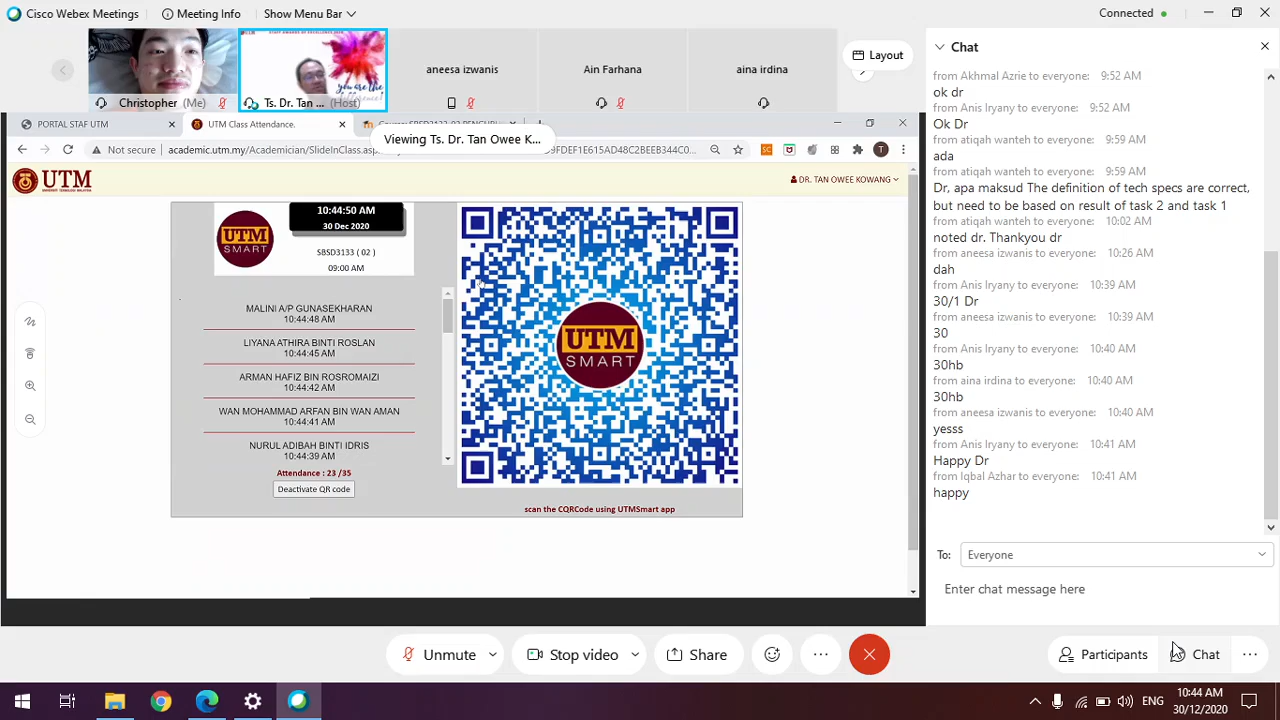 Cisco Webex Meetings
Meeting Info
Show Menu Bar
Connected
Christopher (Me)
Ts. Dr. Tan ... (Host)
you are the
difference!
aneesa izwanis
Ain Farhana
aina irdina
Layout
PORTAL STAF UTM
UTM Class Attendance.
Viewing Ts. Dr. Tan Owee K...
Not secure
academic.utm.my/Academician/SlideInClass.asp
9FDEF1E615AD48C2BEEB344C0...
UTM
DR. TAN OWEE KOWANG
UTM
SMART
10:44:50 AM
30 Dec 2020
SBSD3133 ( 02 )
09:00 AM
MALINI A/P GUNASEKHARAN
10:44:48 AM
LIYANA ATHIRA BINTI ROSLAN
10:44:45 AM
ARMAN HAFIZ BIN ROSROMAIZI
10:44:42 AM
WAN MOHAMMAD ARFAN BIN WAN AMAN
10:44:41 AM
NURUL ADIBAH BINTI IDRIS
10:44:39 AM
Attendance : 23 /35
Deactivate QR code
UTM
SMART
scan the CQRCode using UTMSmart app
Chat
from Akhmal Azrie to everyone: 9:52 AM
ok dr
from Anis Iryany to everyone: 9:52 AM
Ok Dr
from atiqah wanteh to everyone: 9:59 AM
ada
from atiqah wanteh to everyone: 9:59 AM
Dr, apa maksud The definition of tech specs are correct,
but need to be based on result of task 2 and task 1
from atiqah wanteh to everyone: 10:02 AM
noted dr. Thankyou dr
from aneesa izwanis to everyone: 10:26 AM
dah
from Anis Iryany to everyone: 10:39 AM
30/1 Dr
from aneesa izwanis to everyone: 10:39 AM
30
from Anis Iryany to everyone: 10:40 AM
30hb
from aina irdina to everyone: 10:40 AM
30hb
from aneesa izwanis to everyone: 10:40 AM
yesss
from Anis Iryany to everyone: 10:41 AM
Happy Dr
from Iqbal Azhar to everyone: 10:41 AM
happy
To: Everyone
Enter chat message here
Unmute
Stop video
Share
Participants
Chat
ENG
10:44 AM
30/12/2020